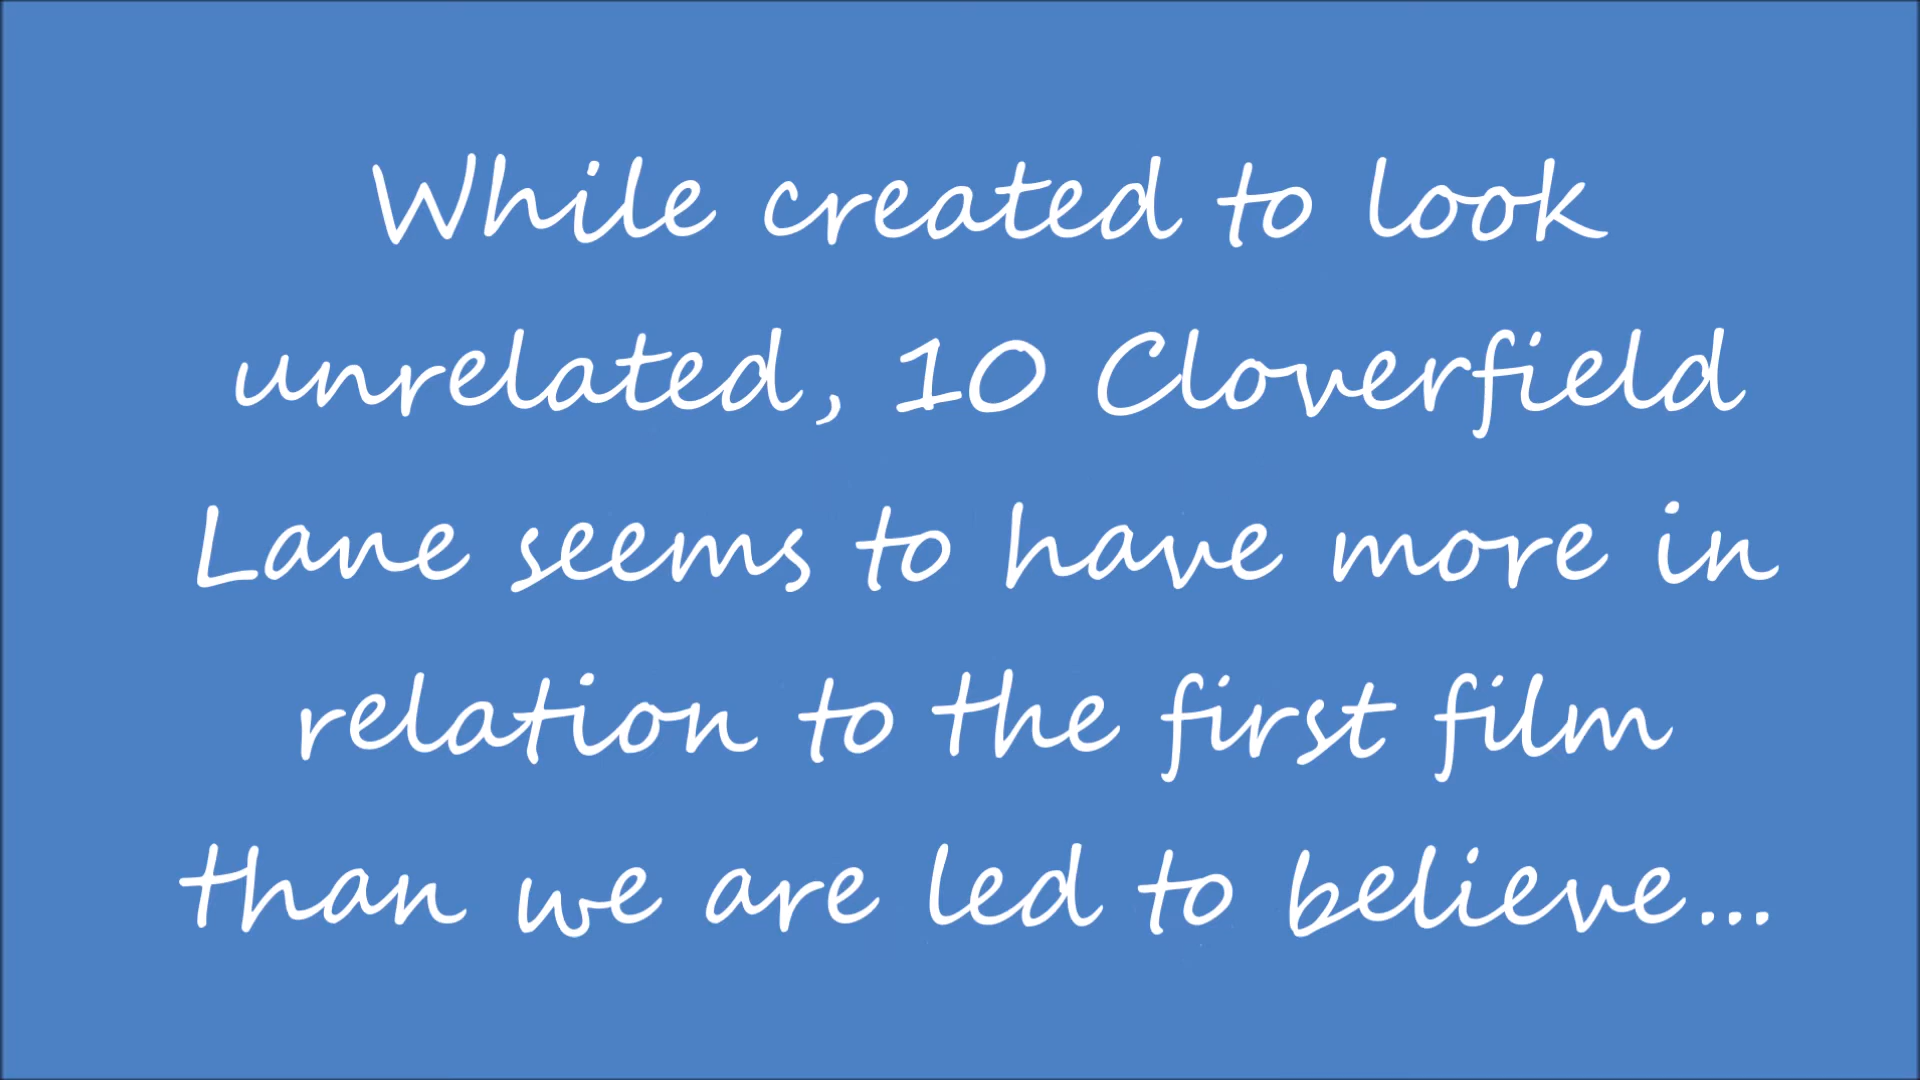 While created to look
unrelated, 10 Cloverfield
Lane seems to have more in
relation to the first film
than we are led to believe...